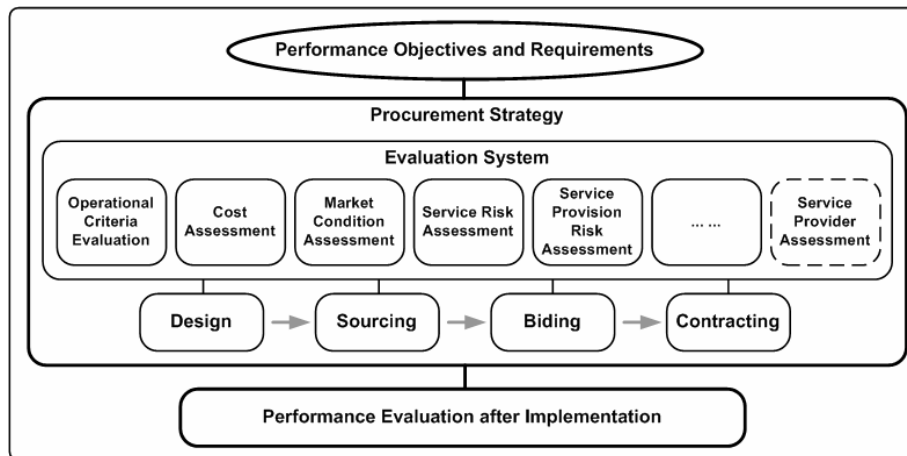 Performance Objectives and Requirements
Procurement Strategy
Evaluation System
Operational
Criteria
Evaluation
Cost
Assessment
Market
Condition
Assessment
Service Risk
Assessment
Service
Provision
Risk
Assessment
... ...
Service
Provider
Assessment
Design
Sourcing
Biding
Contracting
Performance Evaluation after Implementation